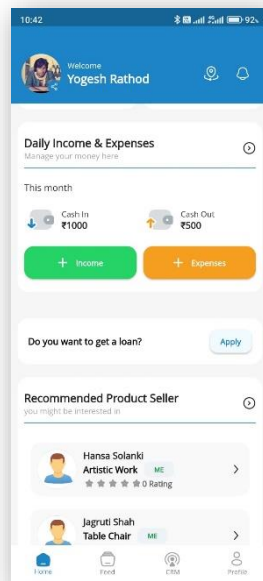 10:42
92%
Welcome
Yogesh Rathod
Daily Income & Expenses
Manage your money here
This month
Cash In
₹1000
Cash Out
₹500
+ Income
+ Expenses
Do you want to get a loan?
Apply
Recommended Product Seller
you might be interested in
Hansa Solanki
Artistic Work ME
0 Rating
Jagruti Shah
Table Chair ME
Home
Feed
CRM
Profile